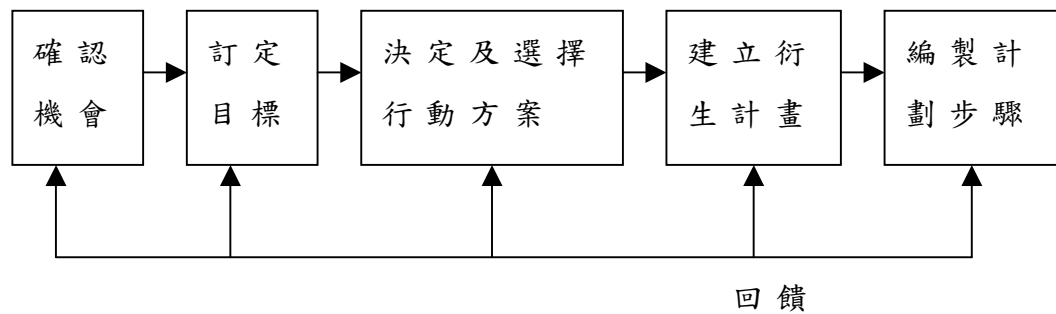 確認
機會
訂定
目標
決定及選擇
行動方案
建立衍
生計畫
編製計
劃步驟
回饋